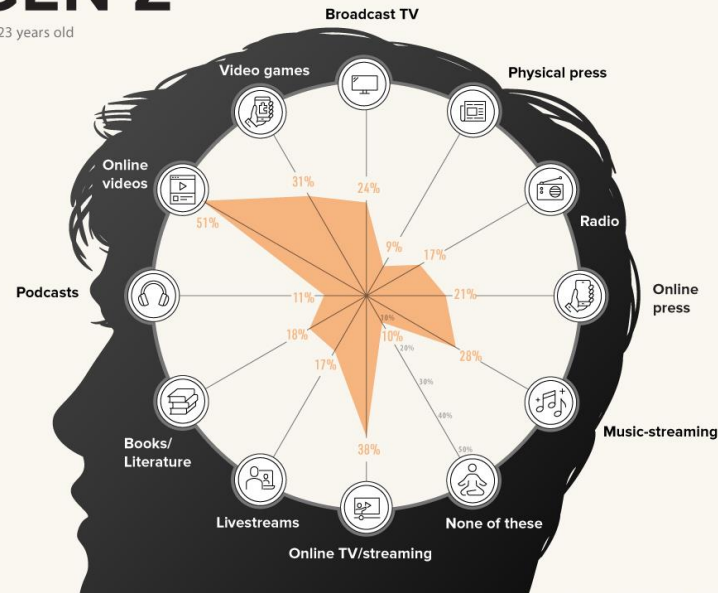 GEN Z
23 years old
Broadcast TV
Video games
Physical press
Online
videos
Radio
Podcasts
Online
press
Books/
Literature
Music-streaming
Livestreams
None of these
Online TV/streaming
31%
24%
51%
9%
17%
11%
21%
18%
10%
28%
17%
38%
10%
20%
30%
40%
50%